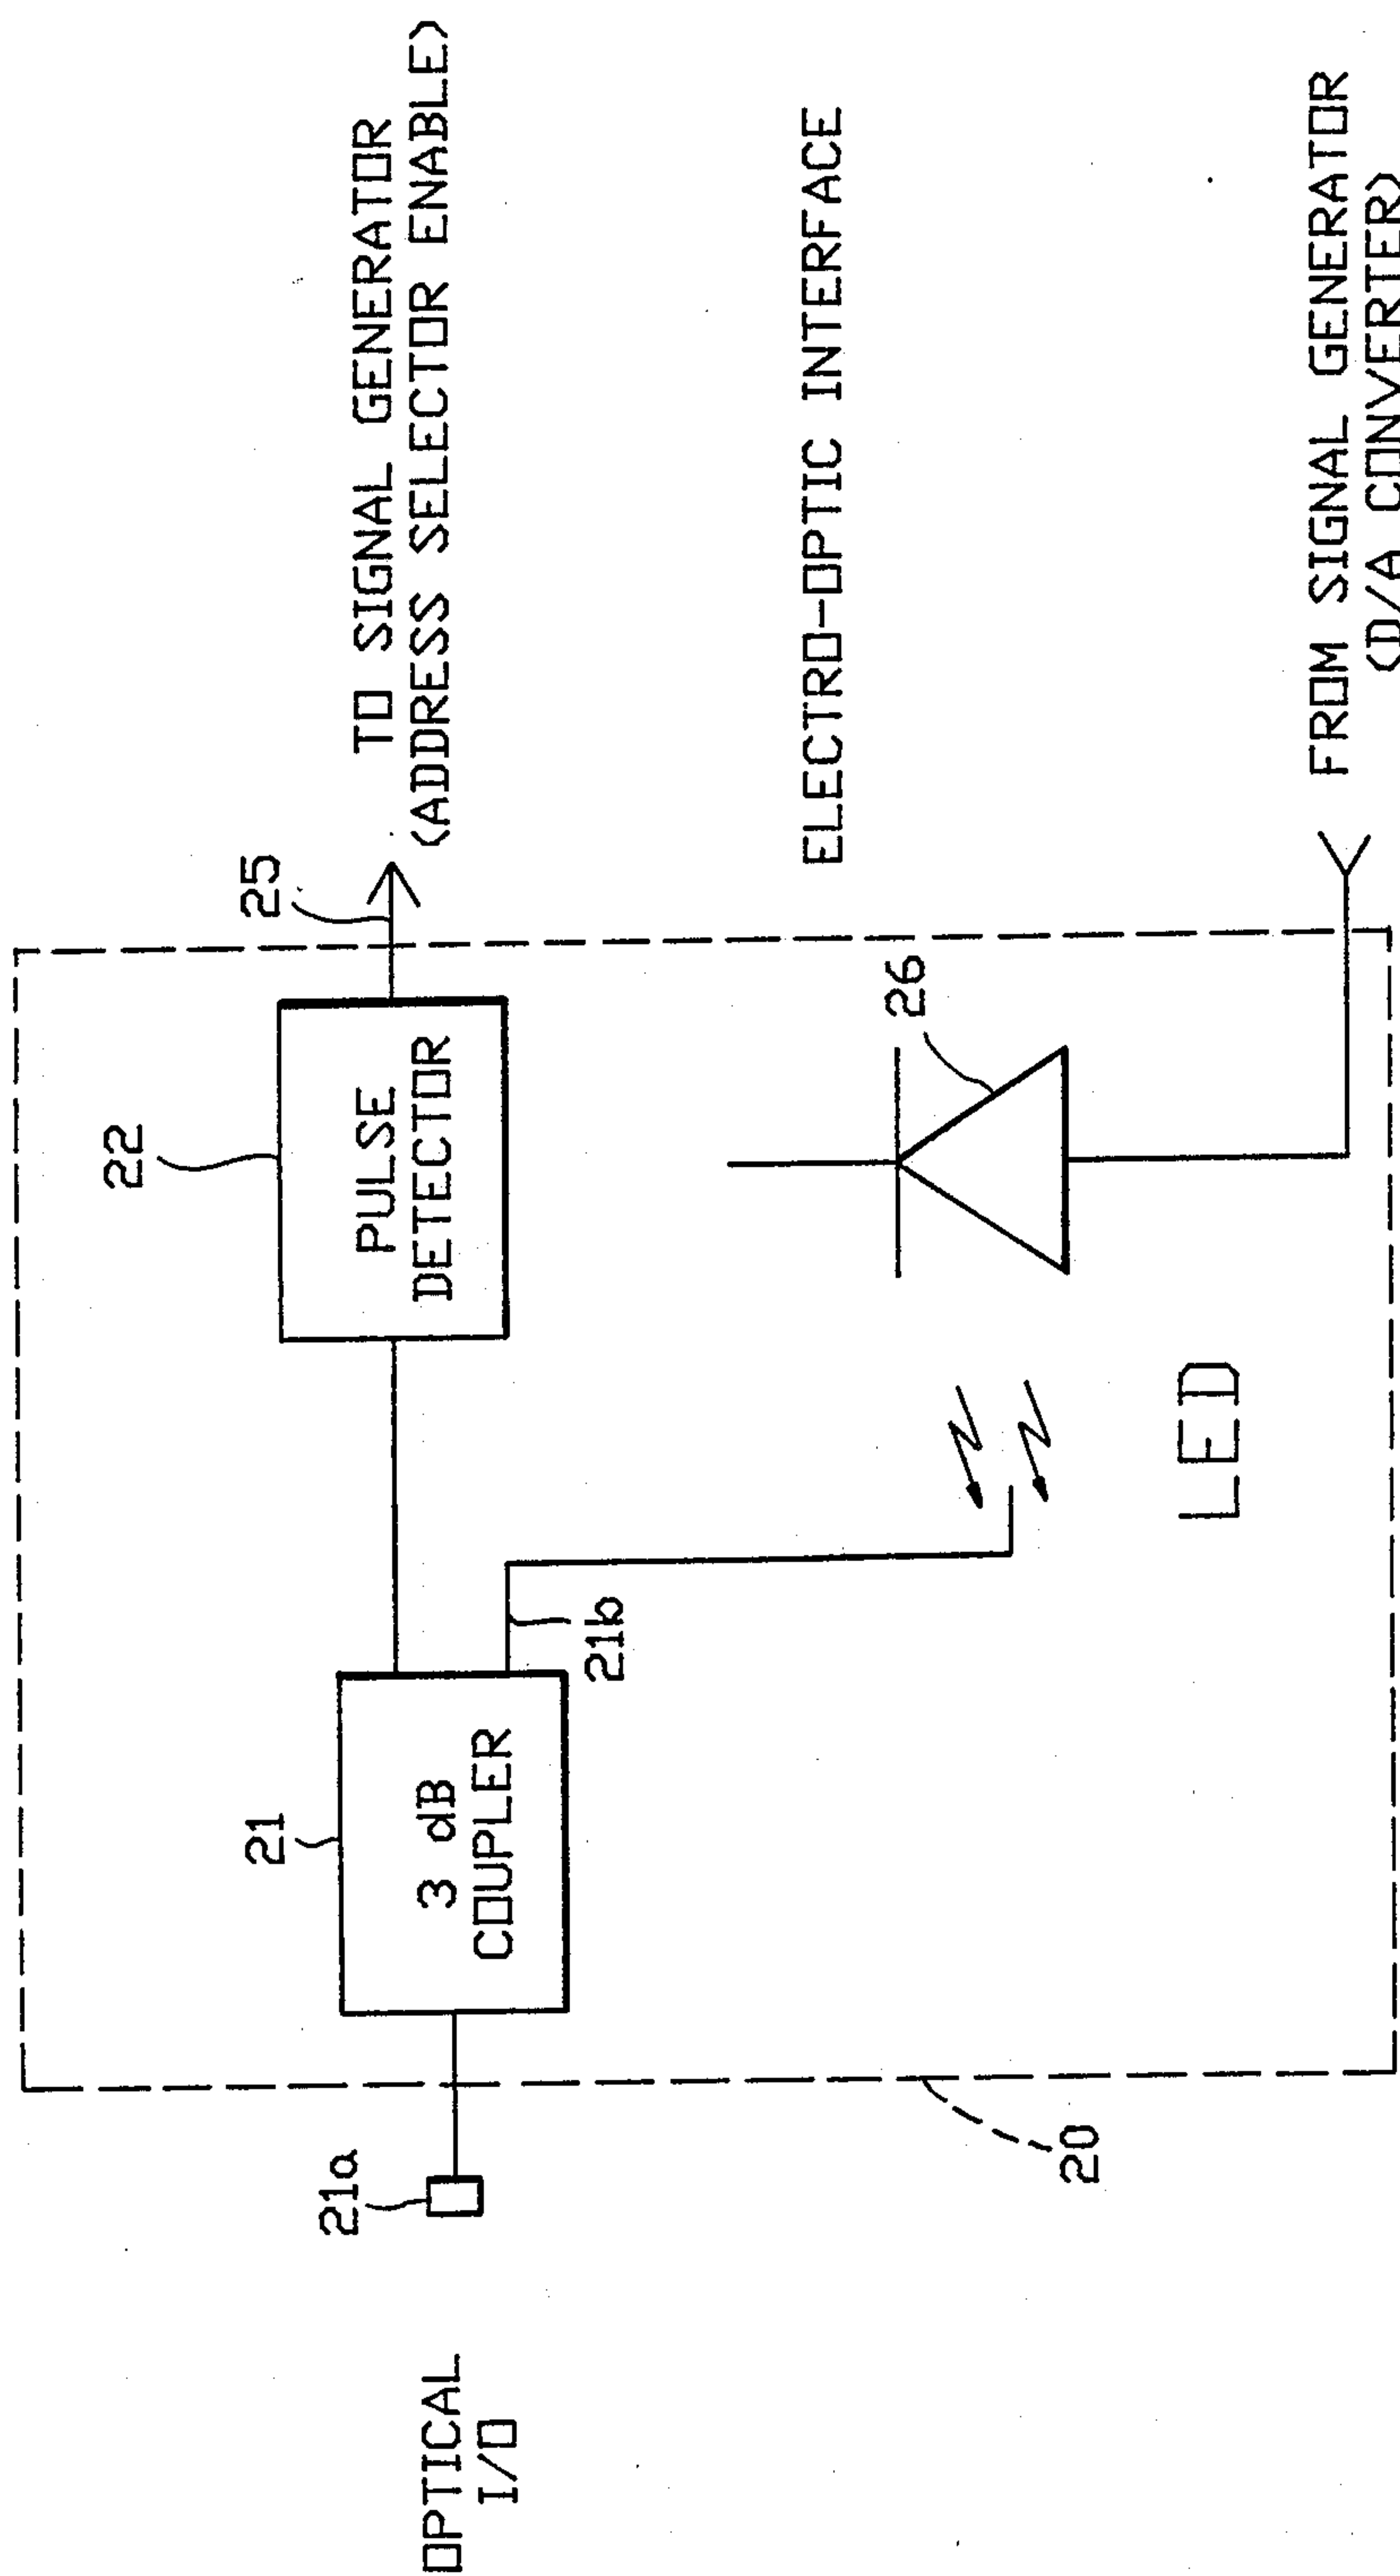 OPTICAL
I/O
21a
21
3 dB
COUPLER
21b
22
PULSE
DETECTOR
25
TO SIGNAL GENERATOR
(ADDRESS SELECTOR ENABLE)
ELECTRO-OPTIC INTERFACE
26
LED
20
FROM SIGNAL GENERATOR
(D/A CONVERTER)